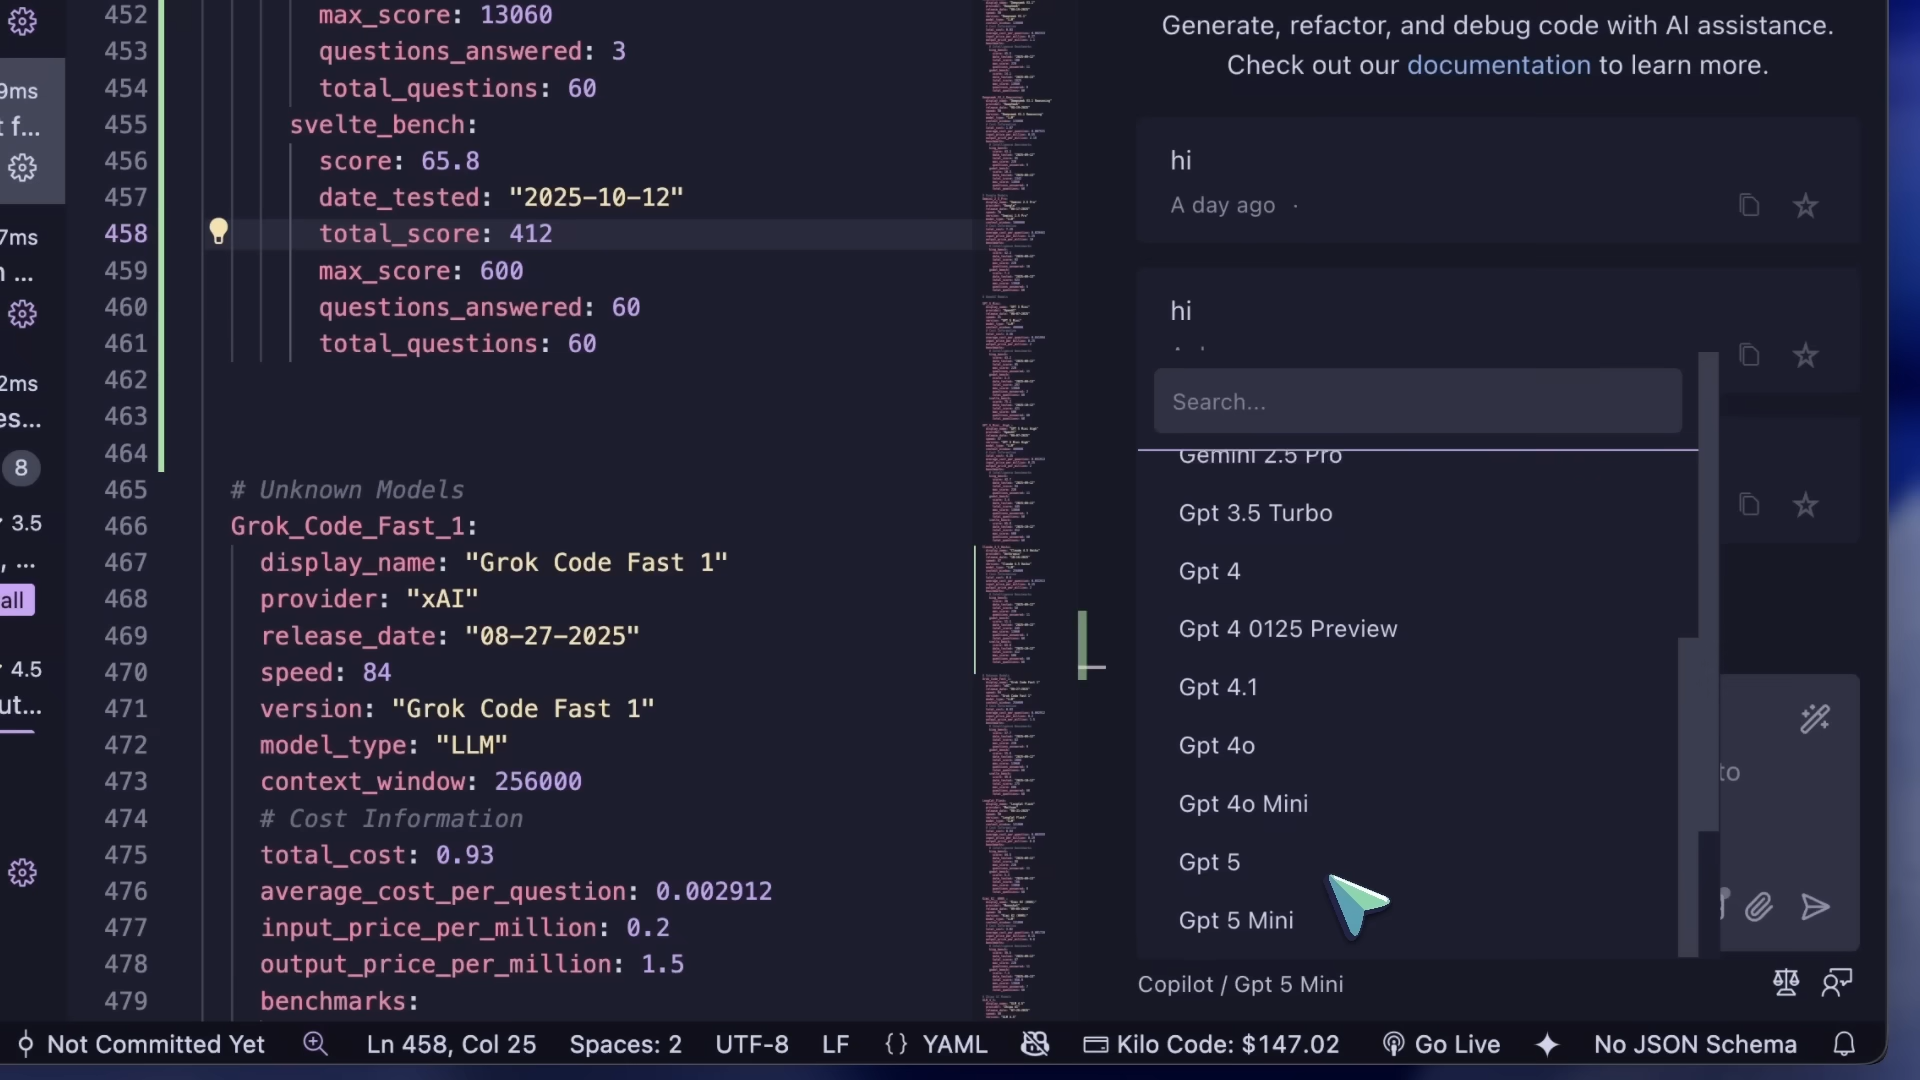 9ms
t f...
7ms
n ...
2ms
es...
8
3.5
, ...
all
4.5
ut...
452 max_score: 13060
453 questions_answered: 3
454 total_questions: 60
455 svelte_bench:
456 score: 65.8
457 date_tested: "2025-10-12"
458 total_score: 412
459 max_score: 600
460 questions_answered: 60
461 total_questions: 60
462
463
464
465 # Unknown Models
466 Grok_Code_Fast_1:
467 display_name: "Grok Code Fast 1"
468 provider: "xAI"
469 release_date: "08-27-2025"
470 speed: 84
471 version: "Grok Code Fast 1"
472 model_type: "LLM"
473 context_window: 256000
474 # Cost Information
475 total_cost: 0.93
476 average_cost_per_question: 0.002912
477 input_price_per_million: 0.2
478 output_price_per_million: 1.5
479 benchmarks:
Generate, refactor, and debug code with AI assistance.
Check out our documentation to learn more.
hi
A day ago ·
hi
Search...
Gemini 2.5 Pro
Gpt 3.5 Turbo
Gpt 4
Gpt 4 0125 Preview
Gpt 4.1
Gpt 4o
Gpt 4o Mini
Gpt 5
Gpt 5 Mini
to
Copilot / Gpt 5 Mini
Not Committed Yet
Ln 458, Col 25
Spaces: 2
UTF-8
LF
{} YAML
Kilo Code: $147.02
Go Live
No JSON Schema